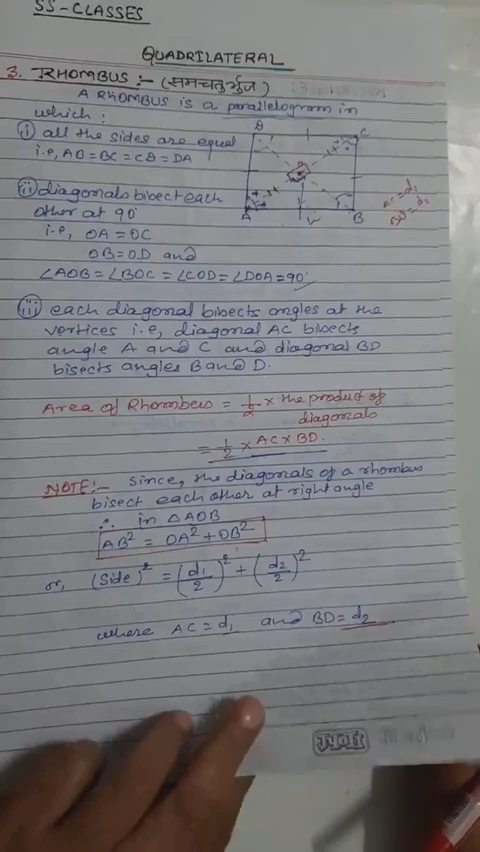 SS-CLASSES
QUADRILATERAL
3. RHOMBUS :- (समचतुर्भुज)
A RHOMBUS is a parallelogram in
which :
(i) all the sides are equal
i.e, AB = BC = CD = DA
D C
O
A B
AC = d₁
BD = d₂
(ii) diagonals bisect each
other at 90°
i.e, OA = OC
OB = OD and
∠AOB = ∠BOC = ∠COD = ∠DOA = 90°
(iii) each diagonal bisects angles at the
vertices i.e, diagonal AC bisects
angle A and C and diagonal BD
bisects angles B and D.
Area of Rhombus = 1/2 × the product of
diagonals
= 1/2 × AC × BD.
NOTE:- Since, the diagonals of a rhombus
bisect each other at right angle
∴ in △AOB
AB² = OA² + OB²
or, (Side)² = (d₁/2)² + (d₂/2)²
where AC = d₁ and BD = d₂